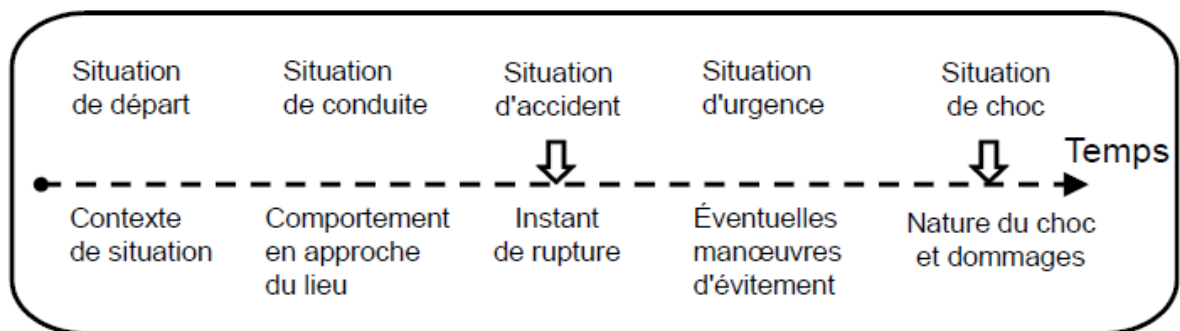 Situation
de départ
Situation
de conduite
Situation
d'accident
Situation
d'urgence
Situation
de choc
Temps
Contexte
de situation
Comportement
en approche
du lieu
Instant
de rupture
Éventuelles
manœuvres
d'évitement
Nature du choc
et dommages